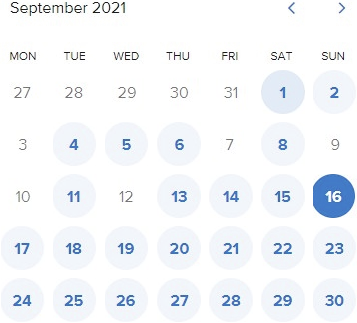 September 2021
MON TUE WED THU FRI SAT SUN
27 28 29 30 31 1 2
3 4 5 6 7 8 9
10 11 12 13 14 15 16
17 18 19 20 21 22 23
24 25 26 27 28 29 30